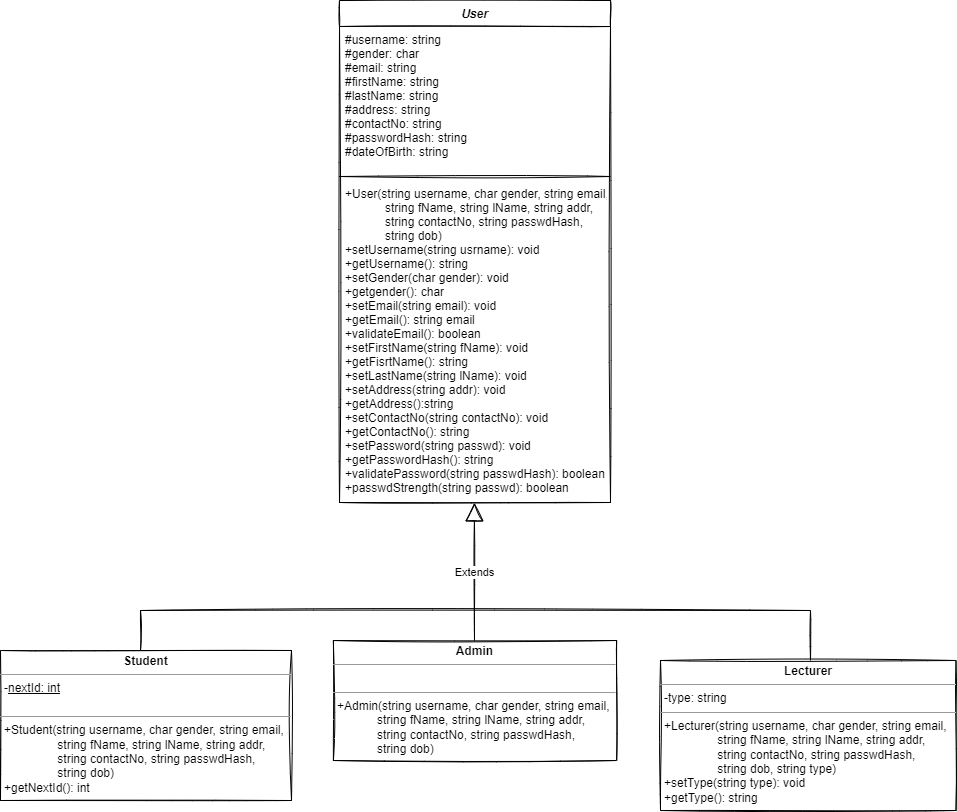 User
#username: string
#gender: char
#email: string
#firstName: string
#lastName: string
#address: string
#contactNo: string
#passwordHash: string
#dateOfBirth: string
+User(string username, char gender, string email
string fName, string lName, string addr,
string contactNo, string passwdHash,
string dob)
+setUsername(string usrname): void
+getUsername(): string
+setGender(char gender): void
+getgender(): char
+setEmail(string email): void
+getEmail(): string email
+validateEmail(): boolean
+setFirstName(string fName): void
+getFisrtName(): string
+setLastName(string lName): void
+setAddress(string addr): void
+getAddress():string
+setContactNo(string contactNo): void
+getContactNo(): string
+setPassword(string passwd): void
+getPasswordHash(): string
+validatePassword(string passwdHash): boolean
+passwdStrength(string passwd): boolean
Extends
Student
-nextId: int
+Student(string username, char gender, string email,
string fName, string lName, string addr,
string contactNo, string passwdHash,
string dob)
+getNextId(): int
Admin
+Admin(string username, char gender, string email,
string fName, string lName, string addr,
string contactNo, string passwdHash,
string dob)
Lecturer
-type: string
+Lecturer(string username, char gender, string email,
string fName, string lName, string addr,
string contactNo, string passwdHash,
string dob, string type)
+setType(string type): void
+getType(): string